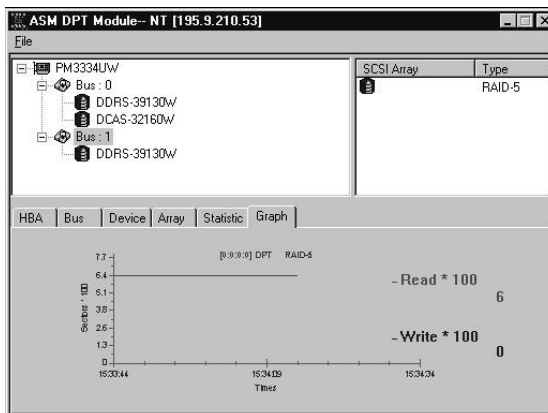 ASM DPT Module-- NT [195.9.210.53]
File
PM3334UW
Bus : 0
DDRS-39130W
DCAS-32160W
Bus : 1
DDRS-39130W
SCSI Array Type
RAID-5
HBA Bus Device Array Statistic Graph
[0:0:0:0] DPT RAID-5
7.7
6.4
5.1
3.8
2.6
1.3
0
Sectors * 100
15:33:44 15:34:09 15:34:34
Times
- Read * 100
6
- Write * 100
0